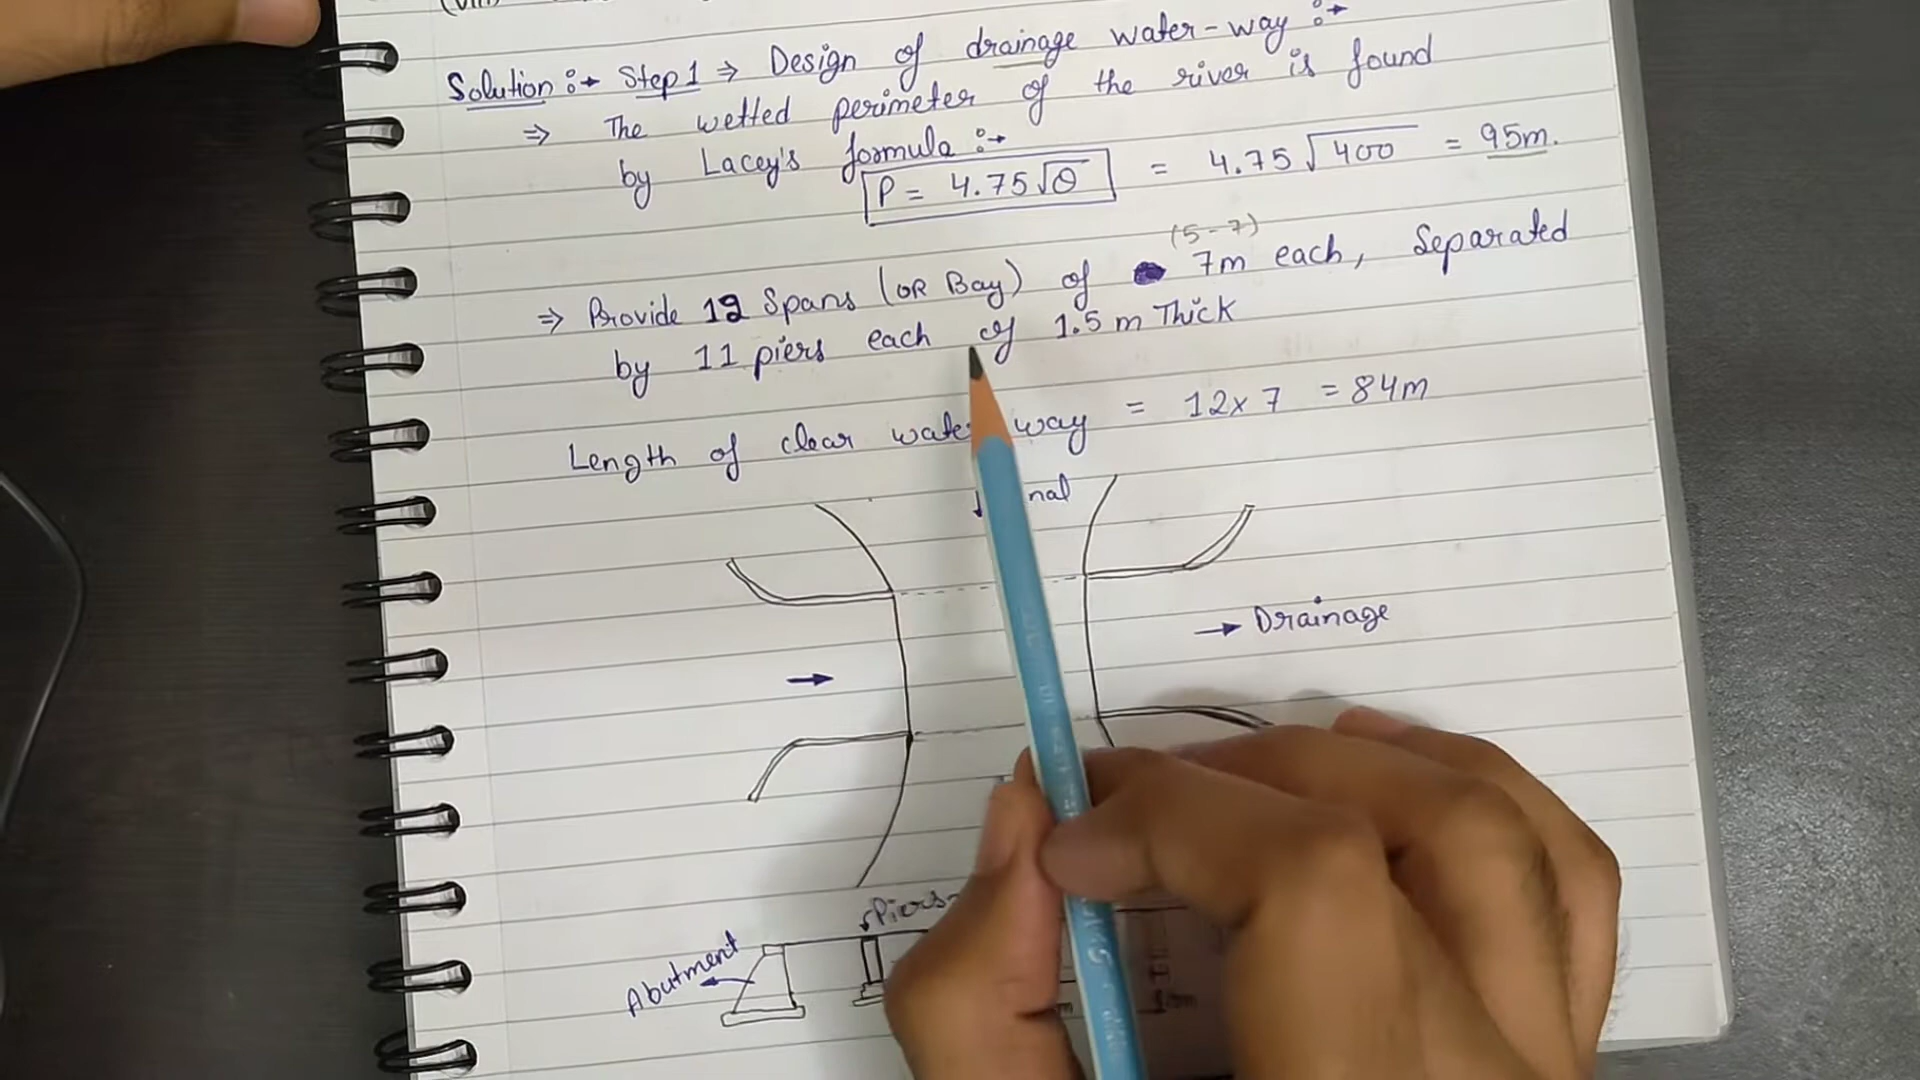 (viii)
Solution :→ Step 1 ⇒ Design of drainage water-way :→
⇒ The wetted perimeter of the river is found
by Lacey's formula :→
P = 4.75√Q = 4.75√400 = 95m.
(5-7)
⇒ Provide 12 Spans (OR Bay) of 7m each, Separated
by 11 piers each of 1.5 m Thick
Length of clear water way = 12x7 = 84m
→ Drainage
Piers
Abutment